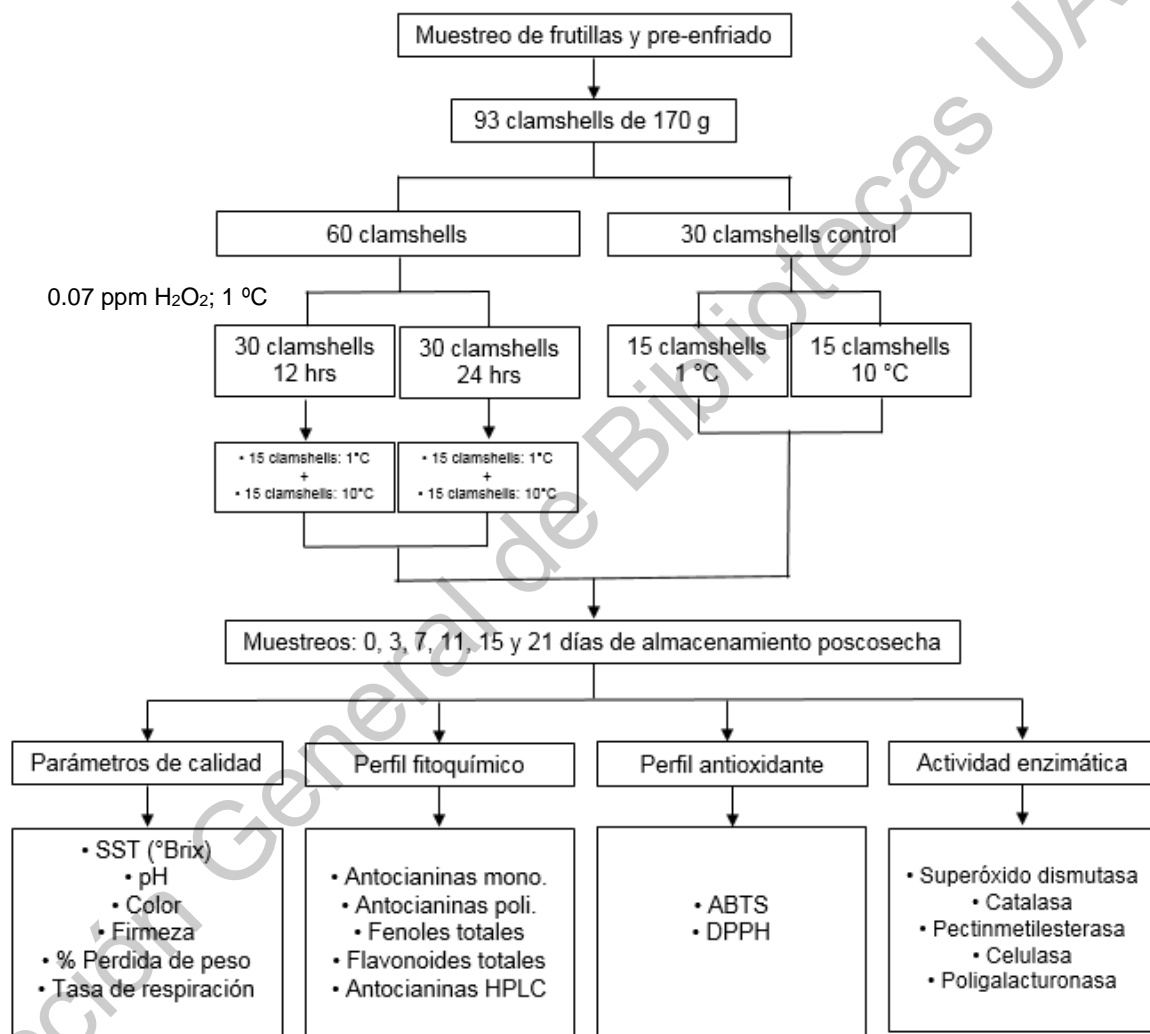 Muestreo de frutillas y pre-enfriado
93 clamshells de 170 g
60 clamshells
30 clamshells control
0.07 ppm H₂O₂; 1 ºC
30 clamshells
12 hrs
30 clamshells
24 hrs
15 clamshells
1 °C
15 clamshells
10 °C
• 15 clamshells: 1°C
+
• 15 clamshells: 10°C
• 15 clamshells: 1°C
+
• 15 clamshells: 10°C
Muestreos: 0, 3, 7, 11, 15 y 21 días de almacenamiento poscosecha
Parámetros de calidad
Perfil fitoquímico
Perfil antioxidante
Actividad enzimática
• SST (°Brix)
• pH
• Color
• Firmeza
• % Perdida de peso
• Tasa de respiración
• Antocianinas mono.
• Antocianinas poli.
• Fenoles totales
• Flavonoides totales
• Antocianinas HPLC
• ABTS
• DPPH
• Superóxido dismutasa
• Catalasa
• Pectinmetilesterasa
• Celulasa
• Poligalacturonasa
ción General de Bibliotecas UA